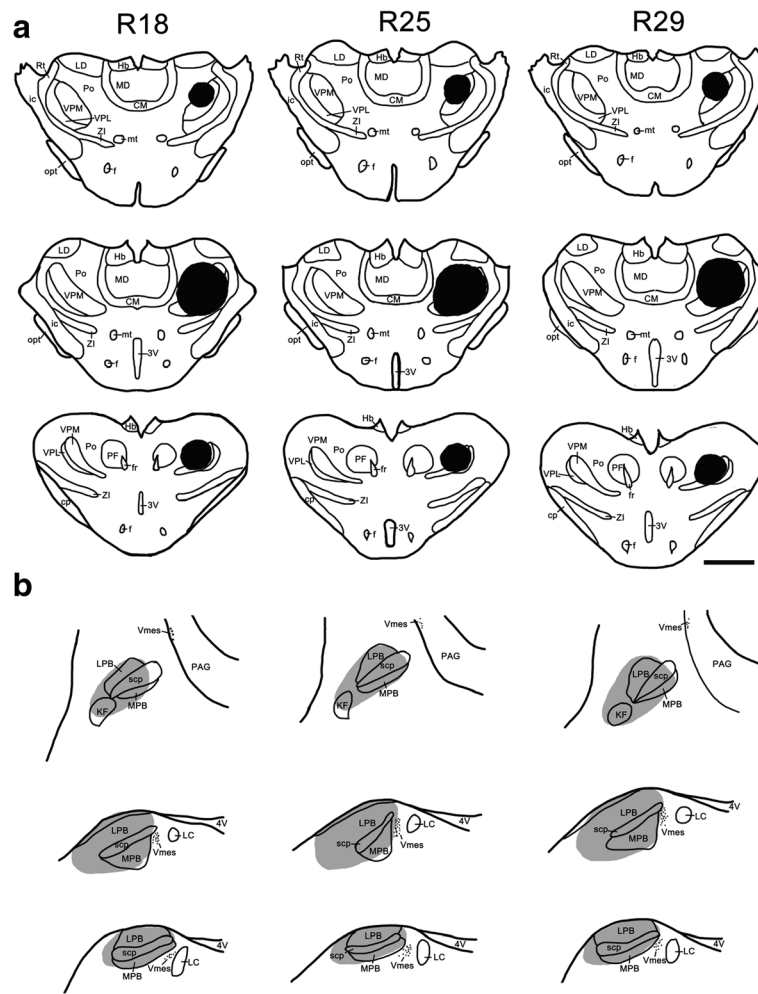 a
R18 R25 R29
Rt LD Hb MD Po CM VPM VPL ic ZI mt opt f
Rt LD Hb MD Po CM VPM VPL ic ZI mt opt f
Rt LD Hb MD Po CM VPM VPL ic ZI mt opt f
LD Hb Po MD VPM CM ic ZI mt opt f 3V
LD Hb Po MD VPM CM ic ZI mt opt f 3V
LD Hb Po MD VPM CM ic ZI mt opt f 3V
Hb VPM Po VPL PF fr cp ZI 3V f
Hb VPM Po VPL PF fr cp ZI 3V f
Hb VPM Po VPL PF fr cp ZI 3V f
b
Vmes LPB scp PAG MPB KF
Vmes LPB scp PAG MPB KF
Vmes LPB scp PAG MPB KF
LPB 4V LC scp Vmes MPB
LPB 4V LC scp Vmes MPB
LPB 4V LC scp Vmes MPB
LPB 4V scp LC MPB Vmes
LPB 4V scp LC MPB Vmes
LPB 4V scp LC MPB Vmes